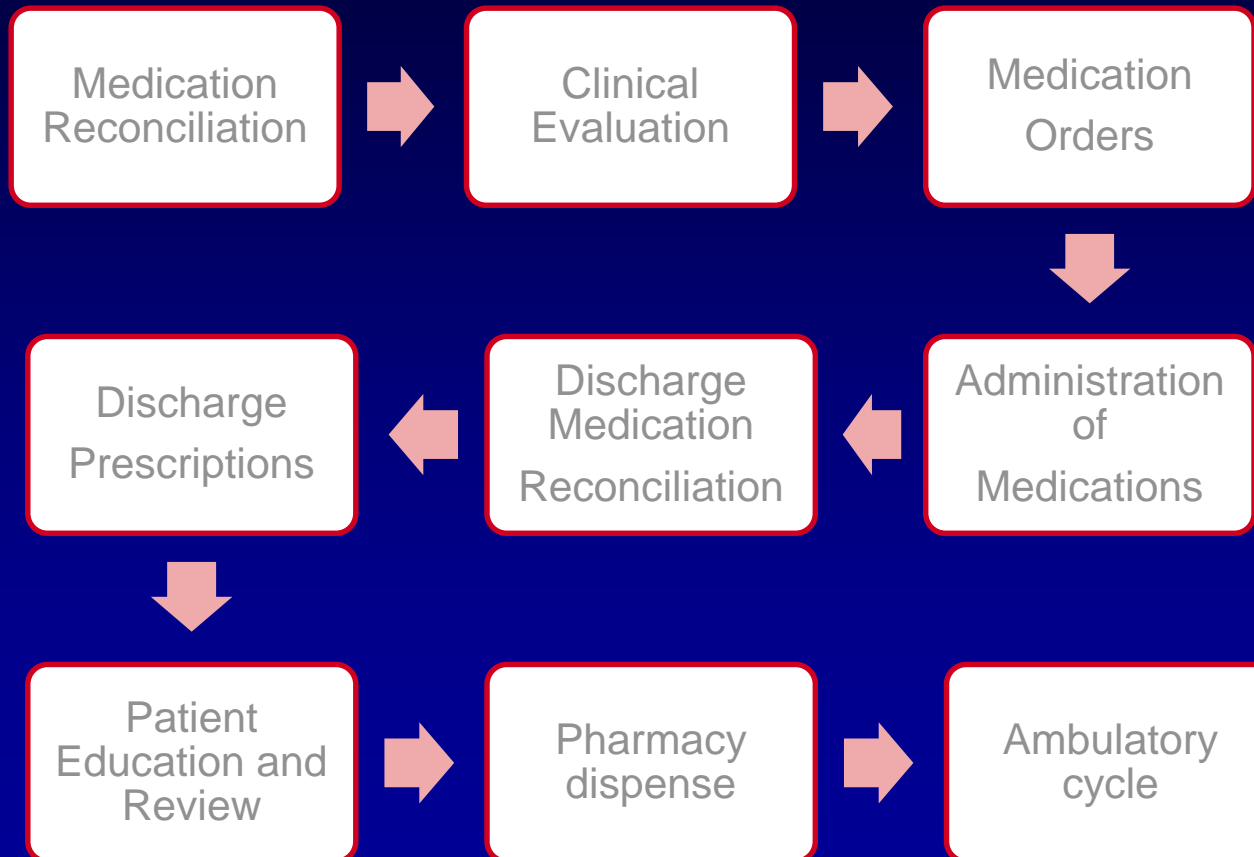 Medication
Reconciliation
Clinical
Evaluation
Medication
Orders
Discharge
Prescriptions
Discharge
Medication
Reconciliation
Administration
of
Medications
Patient
Education and
Review
Pharmacy
dispense
Ambulatory
cycle